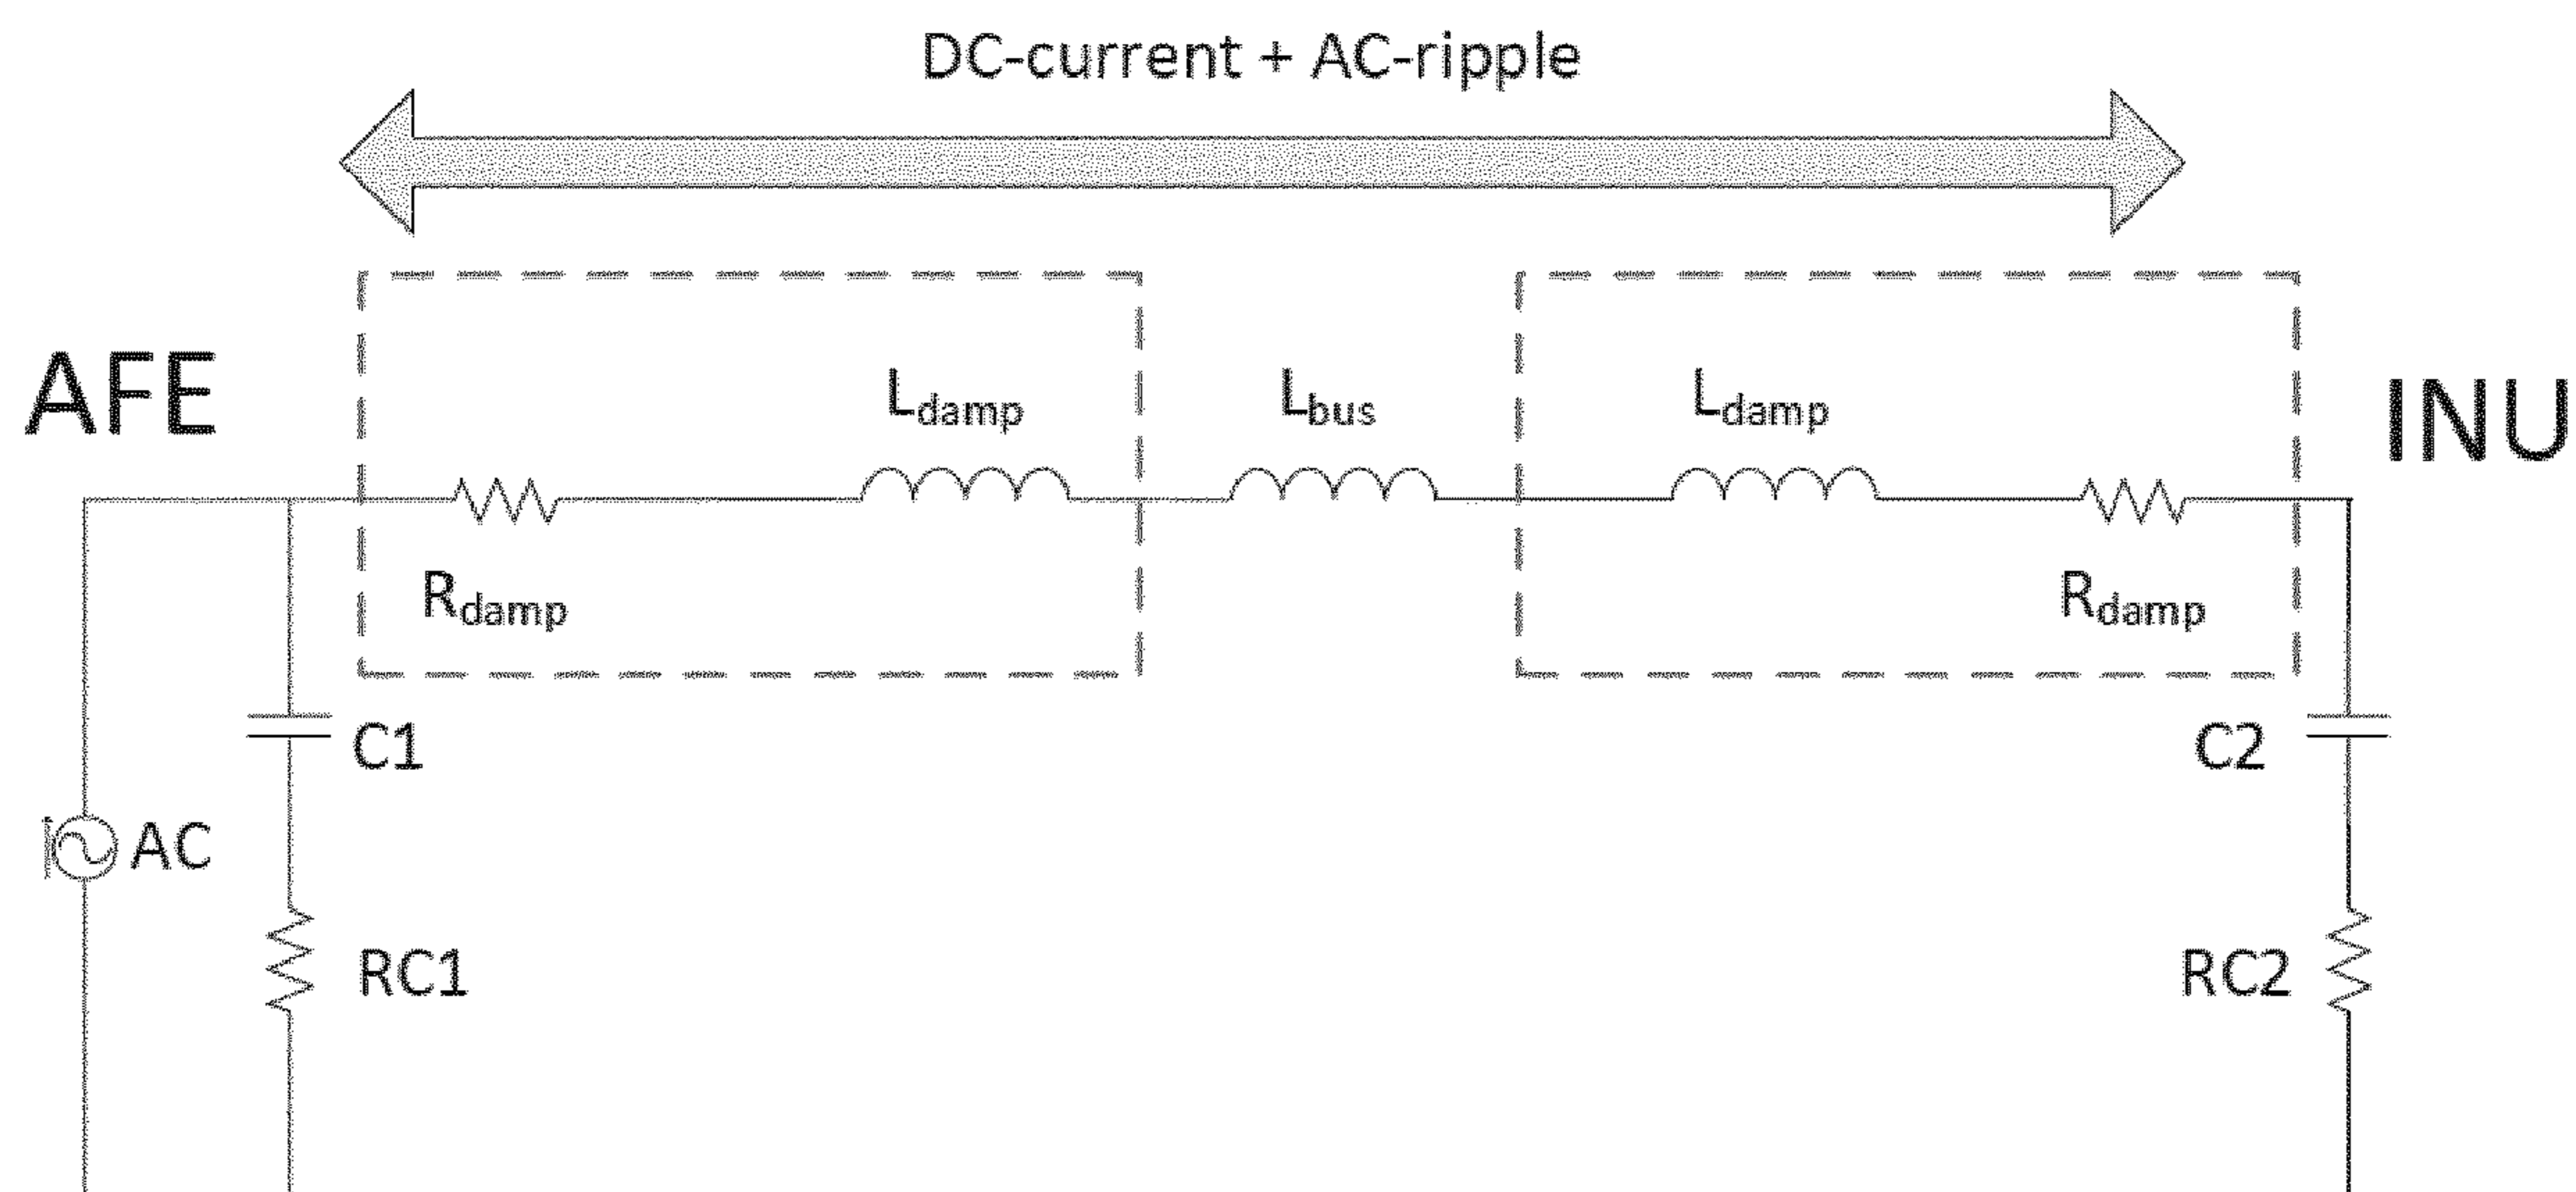 DC-current + AC-ripple
AFE
INU
Ldamp
Lbus
Ldamp
Rdamp
Rdamp
C1
C2
AC
RC1
RC2